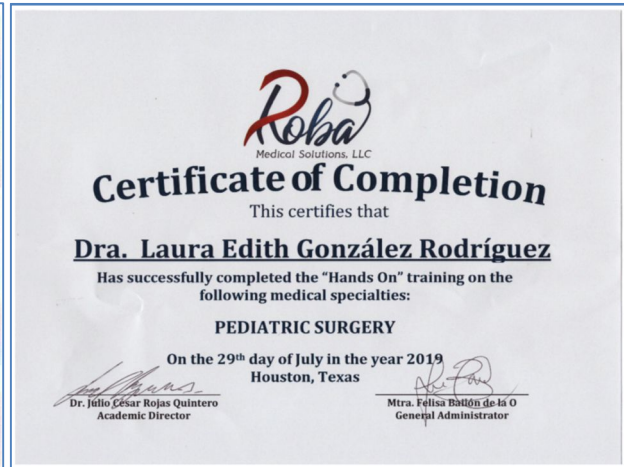 Roba
Medical Solutions, LLC
Certificate of Completion
This certifies that
Dra. Laura Edith González Rodríguez
Has successfully completed the “Hands On” training on the
following medical specialties:
PEDIATRIC SURGERY
On the 29th day of July in the year 2019
Houston, Texas
Dr. Julio César Rojas Quintero
Academic Director
Mtra. Felisa Bailón de la O
General Administrator